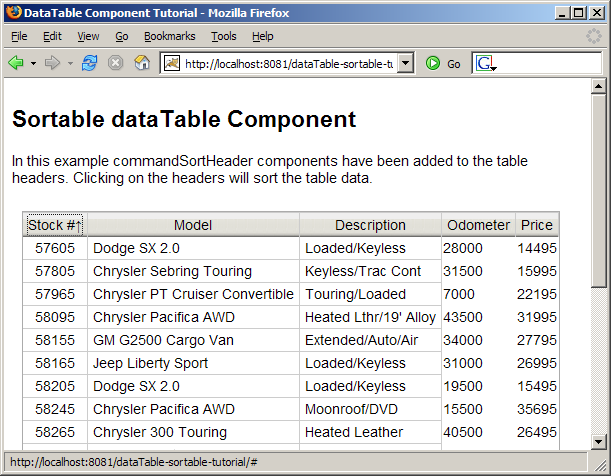 DataTable Component Tutorial - Mozilla Firefox
File Edit View Go Bookmarks Tools Help
http://localhost:8081/dataTable-sortable-tu Go G
Sortable dataTable Component
In this example commandSortHeader components have been added to the table
headers. Clicking on the headers will sort the table data.
Stock #↑ Model Description Odometer Price
57605 Dodge SX 2.0 Loaded/Keyless 28000 14495
57805 Chrysler Sebring Touring Keyless/Trac Cont 31500 15995
57965 Chrysler PT Cruiser Convertible Touring/Loaded 7000 22195
58095 Chrysler Pacifica AWD Heated Lthr/19' Alloy 43500 31995
58155 GM G2500 Cargo Van Extended/Auto/Air 34000 27795
58165 Jeep Liberty Sport Loaded/Keyless 31000 26995
58205 Dodge SX 2.0 Loaded/Keyless 19500 15495
58245 Chrysler Pacifica AWD Moonroof/DVD 15500 35695
58265 Chrysler 300 Touring Heated Leather 40500 26495
http://localhost:8081/dataTable-sortable-tutorial/#